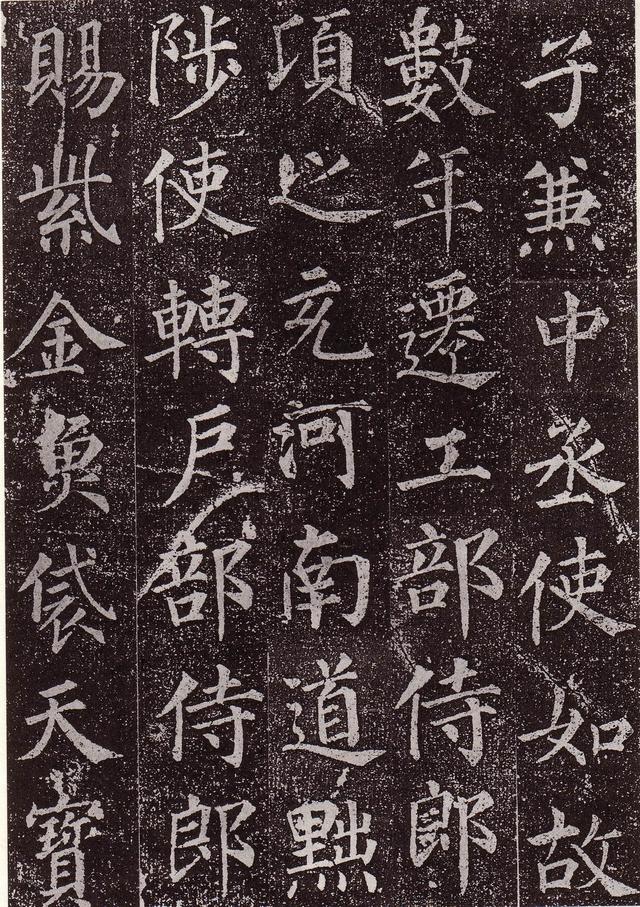 子兼中丞使如故
數年遷工部侍郎
頃之充河南道黜
陟使轉戶部侍郎
賜紫金魚袋天寶